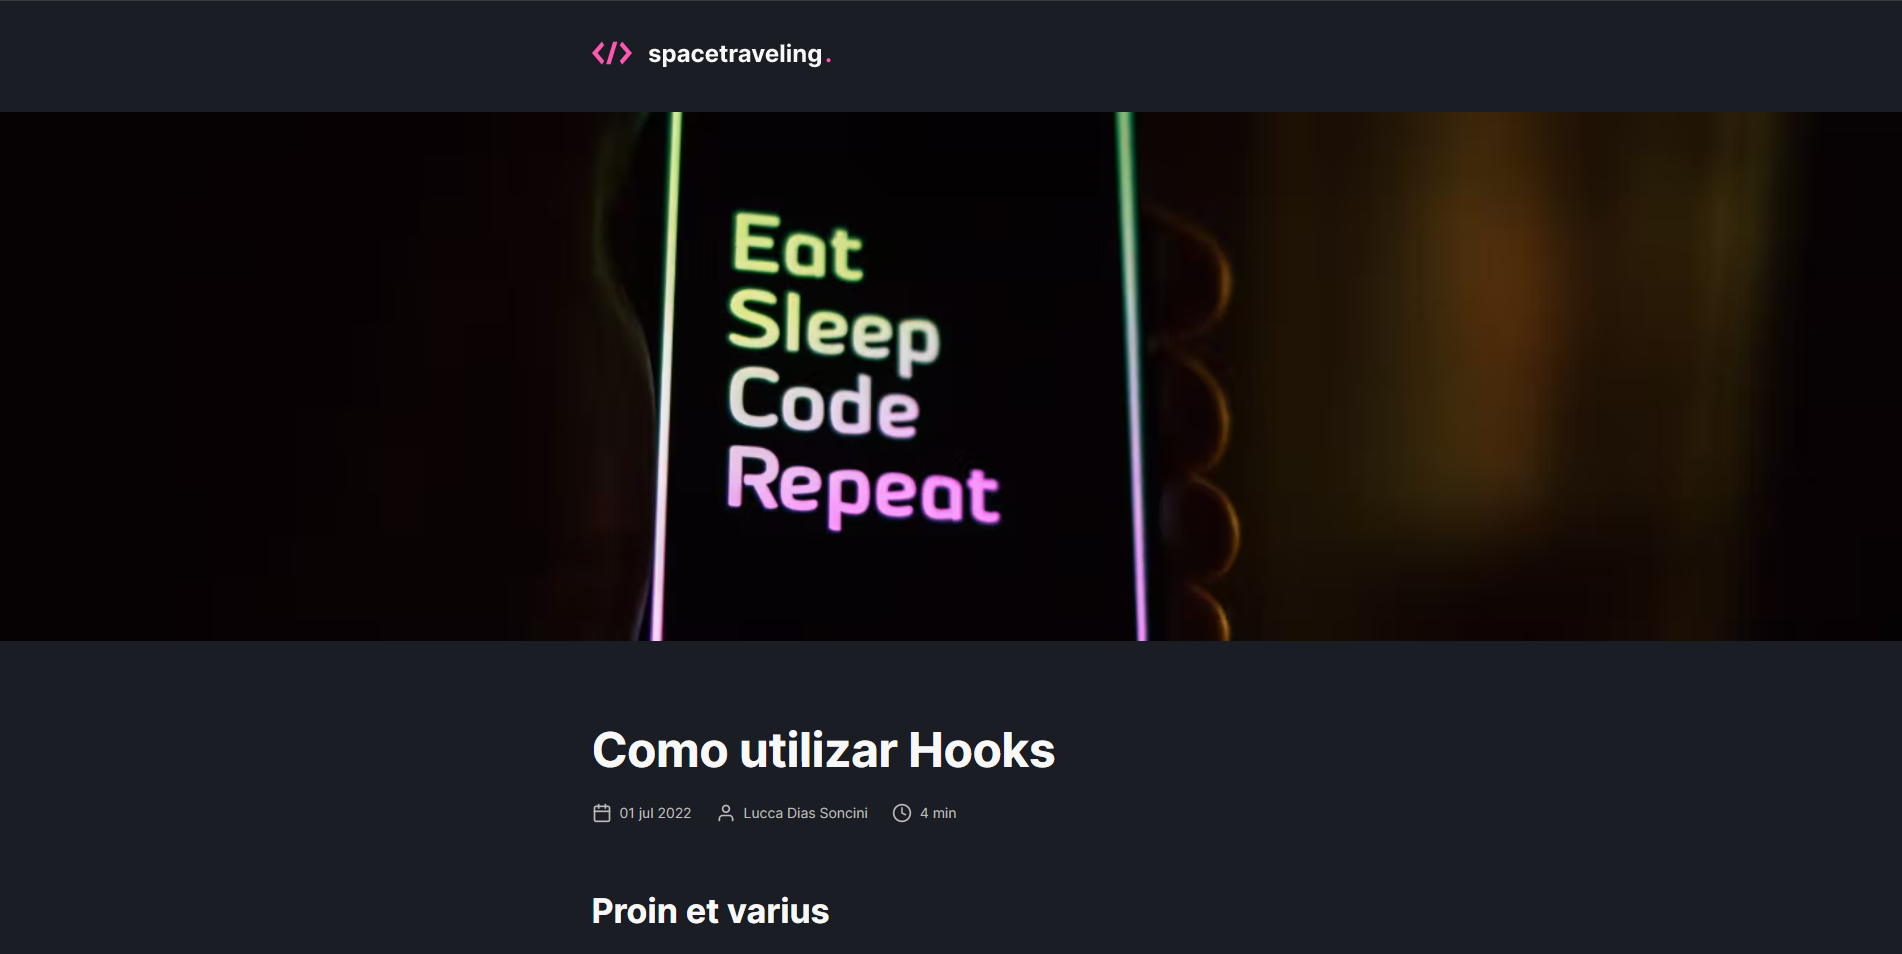 spacetraveling.
Eat
Sleep
Code
Repeat
Como utilizar Hooks
01 jul 2022 Lucca Dias Soncini 4 min
Proin et varius